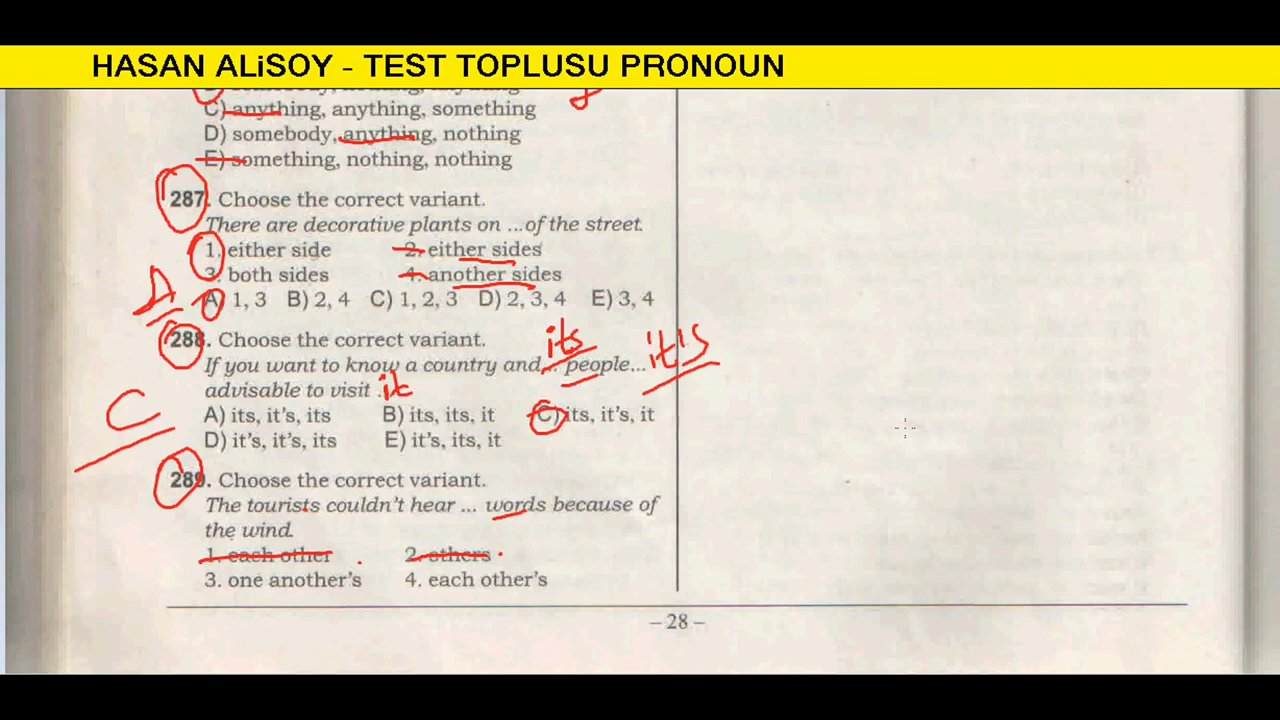 HASAN ALiSOY - TEST TOPLUSU PRONOUN
C) anything, anything, something
D) somebody, anything, nothing
E) something, nothing, nothing
287. Choose the correct variant.
There are decorative plants on ...of the street.
1. either side 2. either sides
3. both sides 4. another sides
A A) 1, 3 B) 2, 4 C) 1, 2, 3 D) 2, 3, 4 E) 3, 4
288. Choose the correct variant.
its it's
If you want to know a country and... people...
advisable to visit . it
A) its, it's, its B) its, its, it C) its, it's, it
C
D) it's, it's, its E) it's, its, it
289. Choose the correct variant.
The tourists couldn't hear ... words because of
the wind.
1. each other 2. others
3. one another's 4. each other's
– 28 –